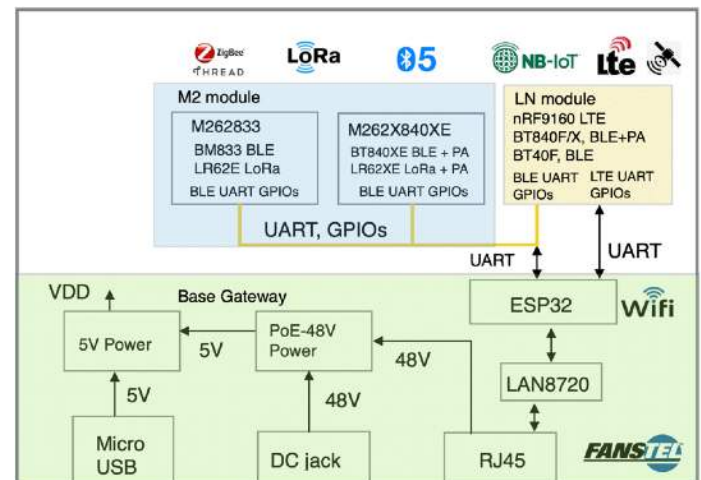 ZigBee
THREAD
LoRa
5
NB-IoT
Lte
M2 module
M262833
BM833 BLE
LR62E LoRa
BLE UART GPIOs
M262X840XE
BT840XE BLE + PA
LR62XE LoRa + PA
BLE UART GPIOs
LN module
nRF9160 LTE
BT840F/X, BLE+PA
BT40F, BLE
BLE UART
GPIOs
LTE UART
GPIOs
UART, GPIOs
UART
UART
VDD
Base Gateway
5V Power
5V
PoE-48V
Power
48V
ESP32
Wifi
LAN8720
5V
48V
Micro
USB
DC jack
RJ45
FANSTEL